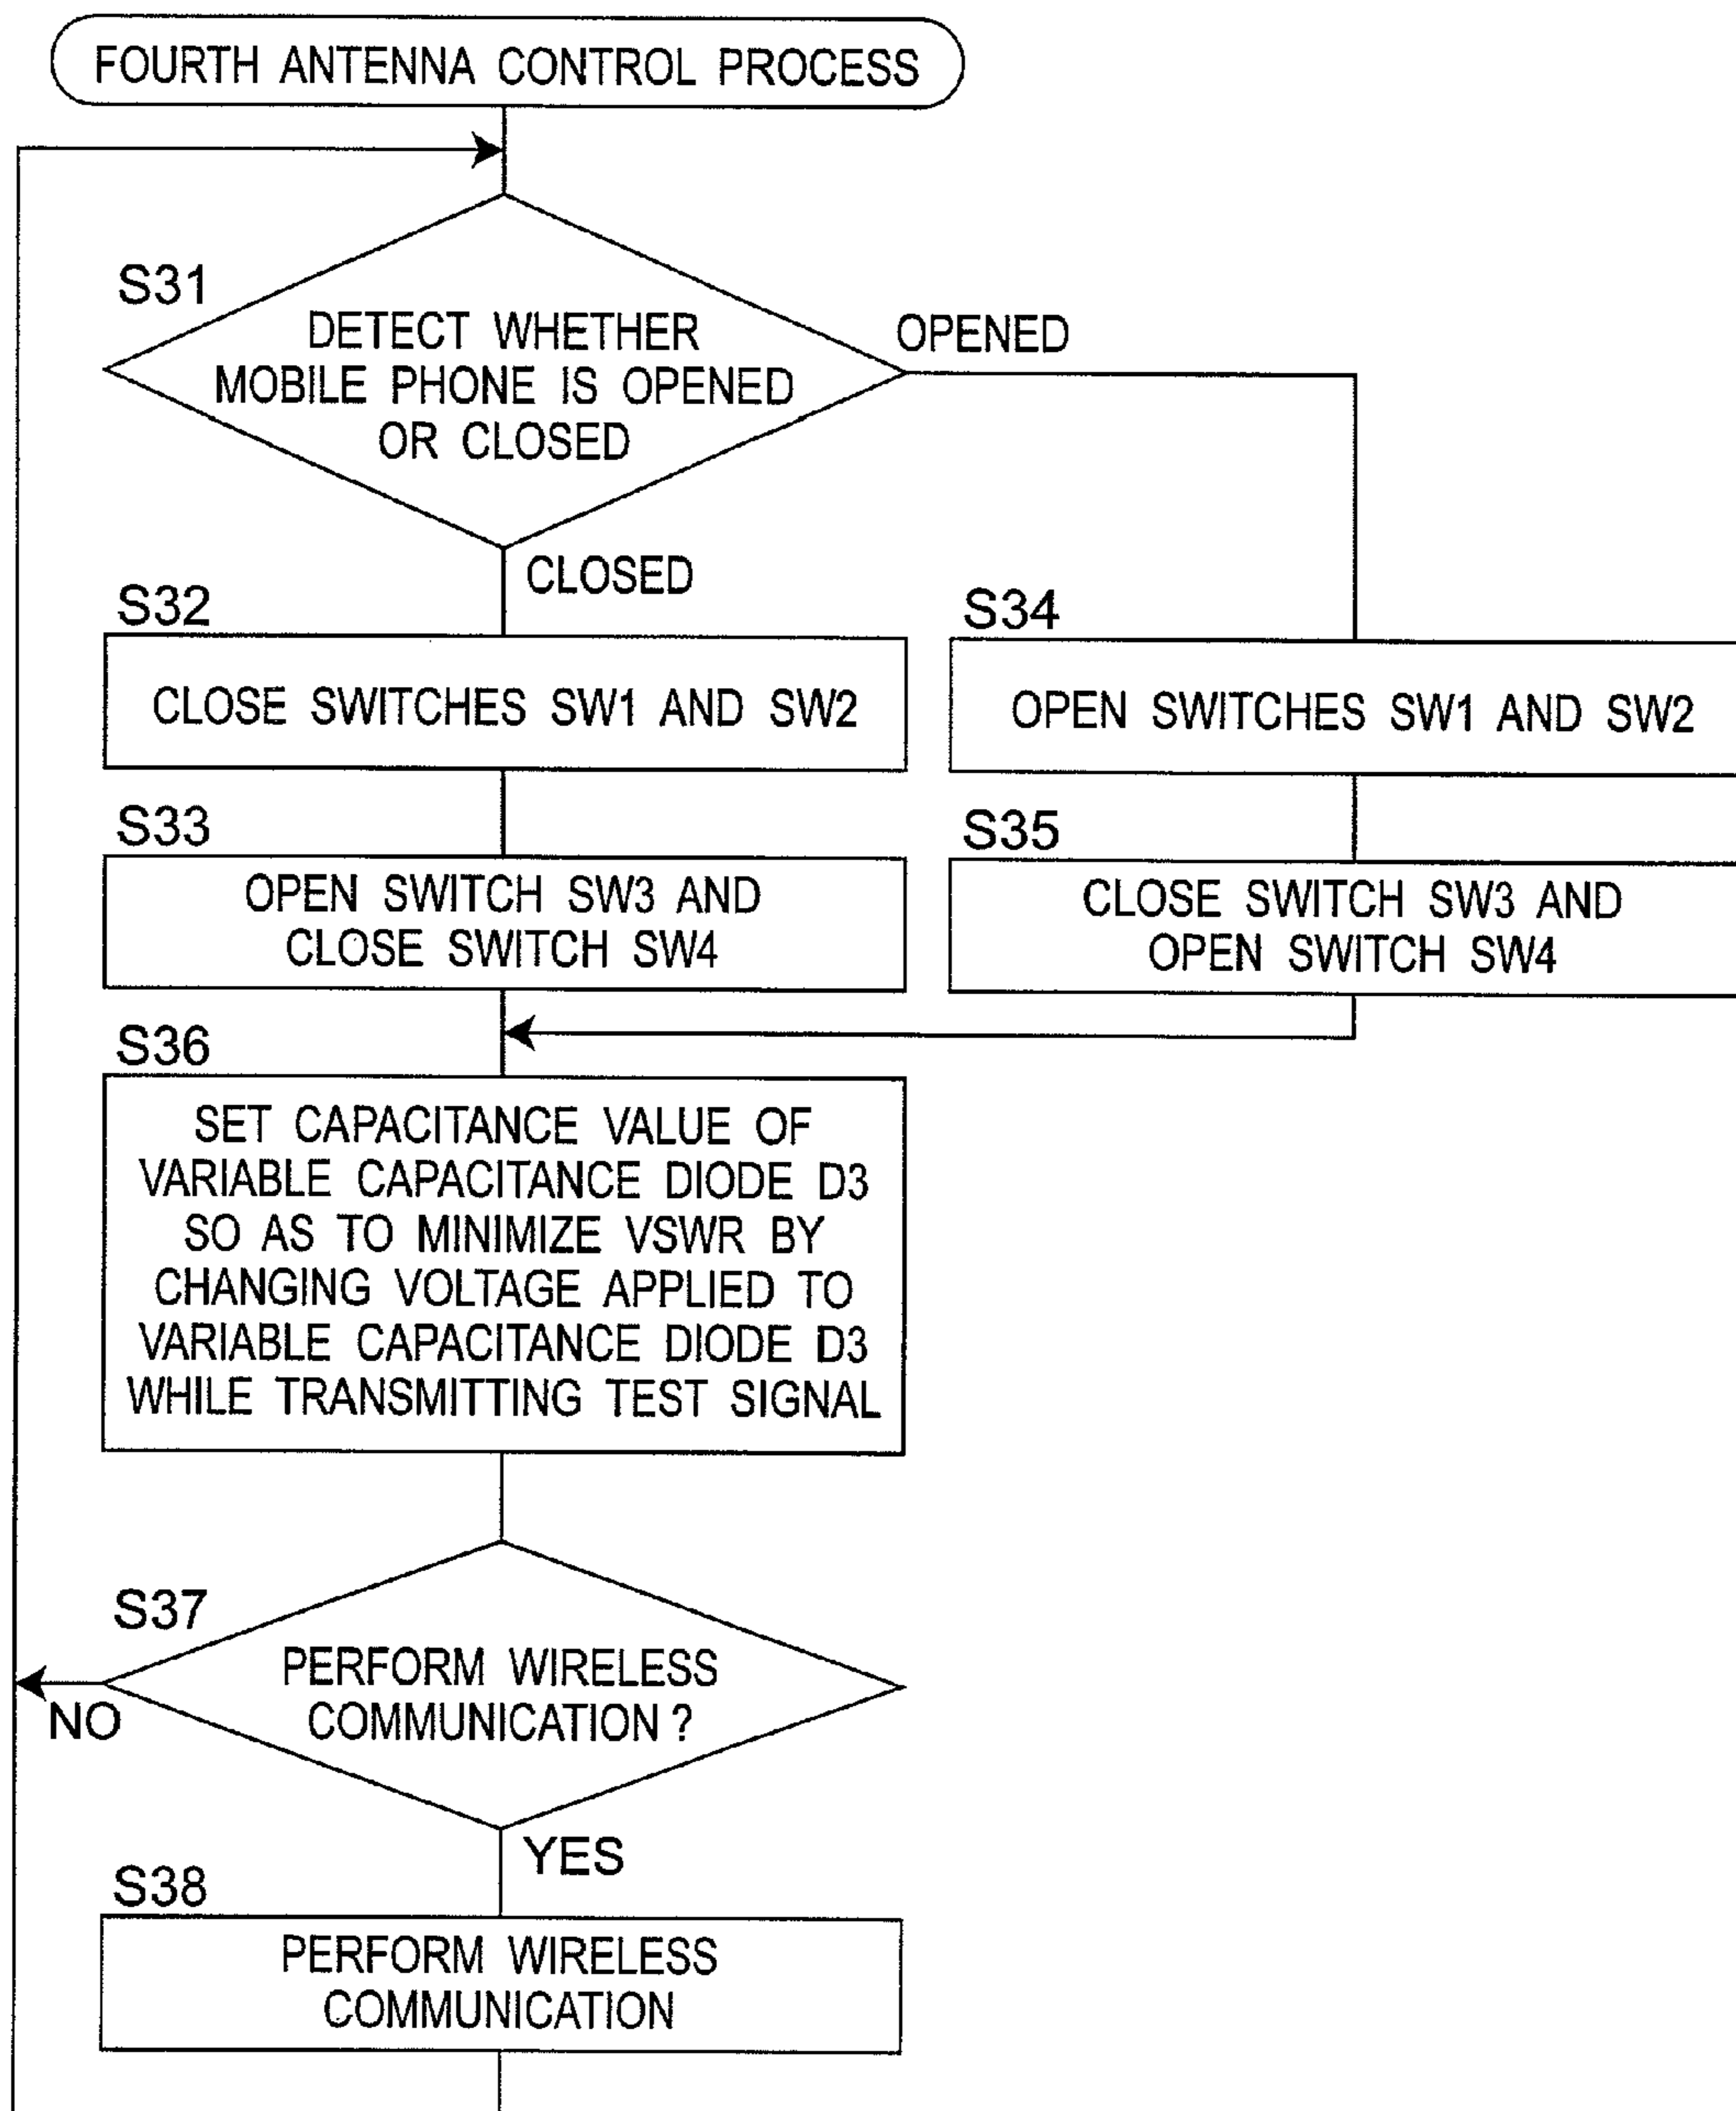 FOURTH ANTENNA CONTROL PROCESS
S31
DETECT WHETHER
MOBILE PHONE IS OPENED
OR CLOSED
OPENED
CLOSED
S32
CLOSE SWITCHES SW1 AND SW2
S34
OPEN SWITCHES SW1 AND SW2
S33
OPEN SWITCH SW3 AND
CLOSE SWITCH SW4
S35
CLOSE SWITCH SW3 AND
OPEN SWITCH SW4
S36
SET CAPACITANCE VALUE OF
VARIABLE CAPACITANCE DIODE D3
SO AS TO MINIMIZE VSWR BY
CHANGING VOLTAGE APPLIED TO
VARIABLE CAPACITANCE DIODE D3
WHILE TRANSMITTING TEST SIGNAL
S37
PERFORM WIRELESS
COMMUNICATION ?
NO
YES
S38
PERFORM WIRELESS
COMMUNICATION